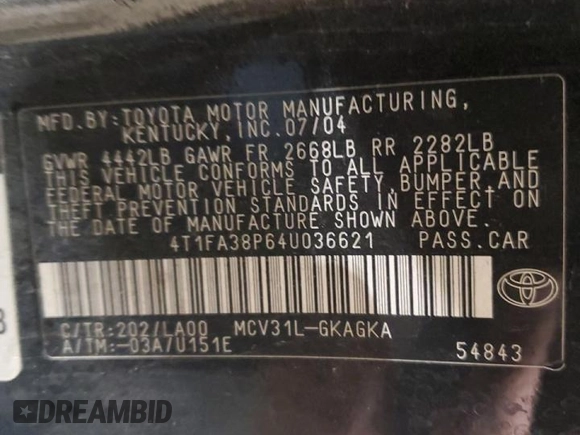 MFD.BY:TOYOTA MOTOR MANUFACTURING,
KENTUCKY,INC.07/04
GVWR 4442LB GAWR FR 2668LB RR 2282LB
THIS VEHICLE CONFORMS TO ALL APPLICABLE
FEDERAL MOTOR VEHICLE SAFETY,BUMPER,AND
THEFT PREVENTION STANDARDS IN EFFECT ON
THE DATE OF MANUFACTURE SHOWN ABOVE.
4T1FA38P64U036621 PASS.CAR
C/TR:202/LA00 MCV31L-GKAGKA
A/TM:-03A/U151E
54843
DREAMBID